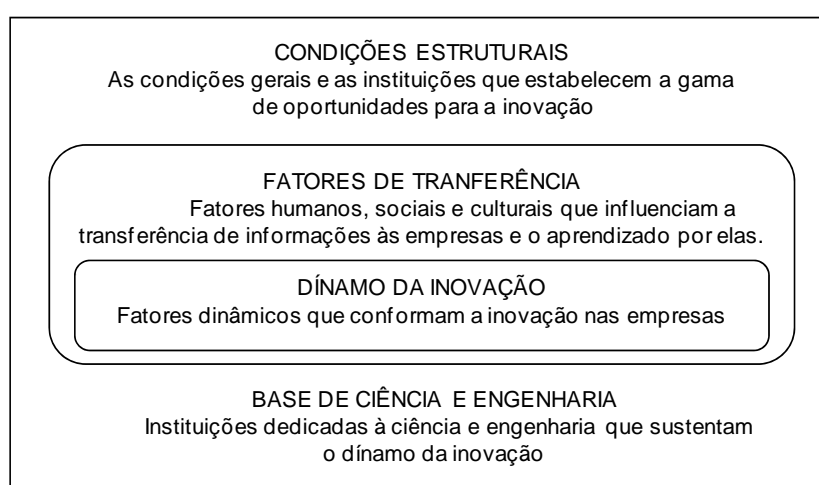 CONDIÇÕES ESTRUTURAIS
As condições gerais e as instituições que estabelecem a gama
de oportunidades para a inovação
FATORES DE TRANFERÊNCIA
Fatores humanos, sociais e culturais que influenciam a
transferência de informações às empresas e o aprendizado por elas.
DÍNAMO DA INOVAÇÃO
Fatores dinâmicos que conformam a inovação nas empresas
BASE DE CIÊNCIA E ENGENHARIA
Instituições dedicadas à ciência e engenharia que sustentam
o dínamo da inovação